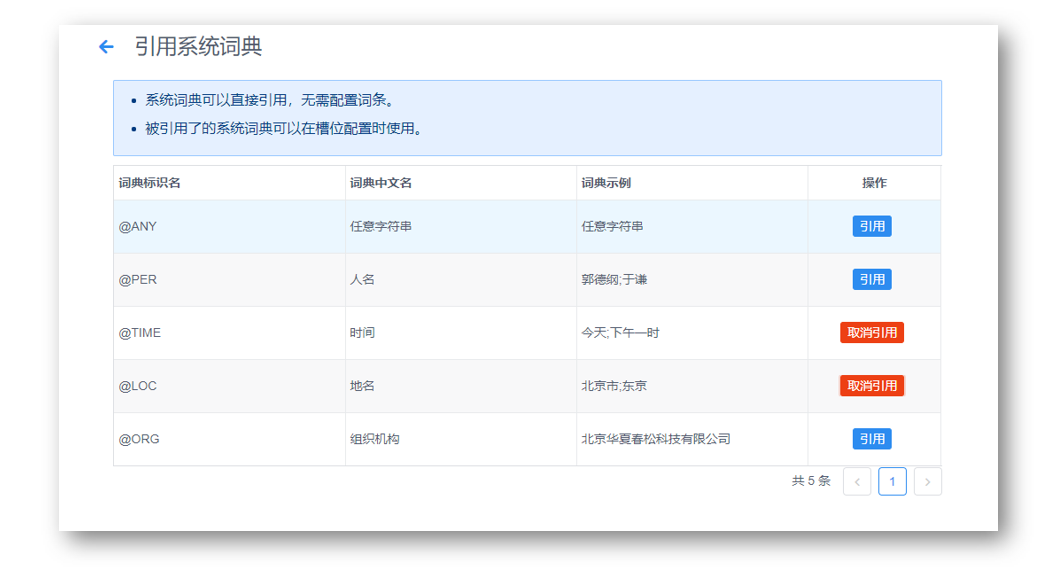 引用系统词典
系统词典可以直接引用，无需配置词条。
被引用了的系统词典可以在槽位配置时使用。
词典标识名 词典中文名 词典示例 操作
@ANY 任意字符串 任意字符串 引用
@PER 人名 郭德纲;于谦 引用
@TIME 时间 今天;下午一时 取消引用
@LOC 地名 北京市;东京 取消引用
@ORG 组织机构 北京华夏春松科技有限公司 引用
共 5 条 1